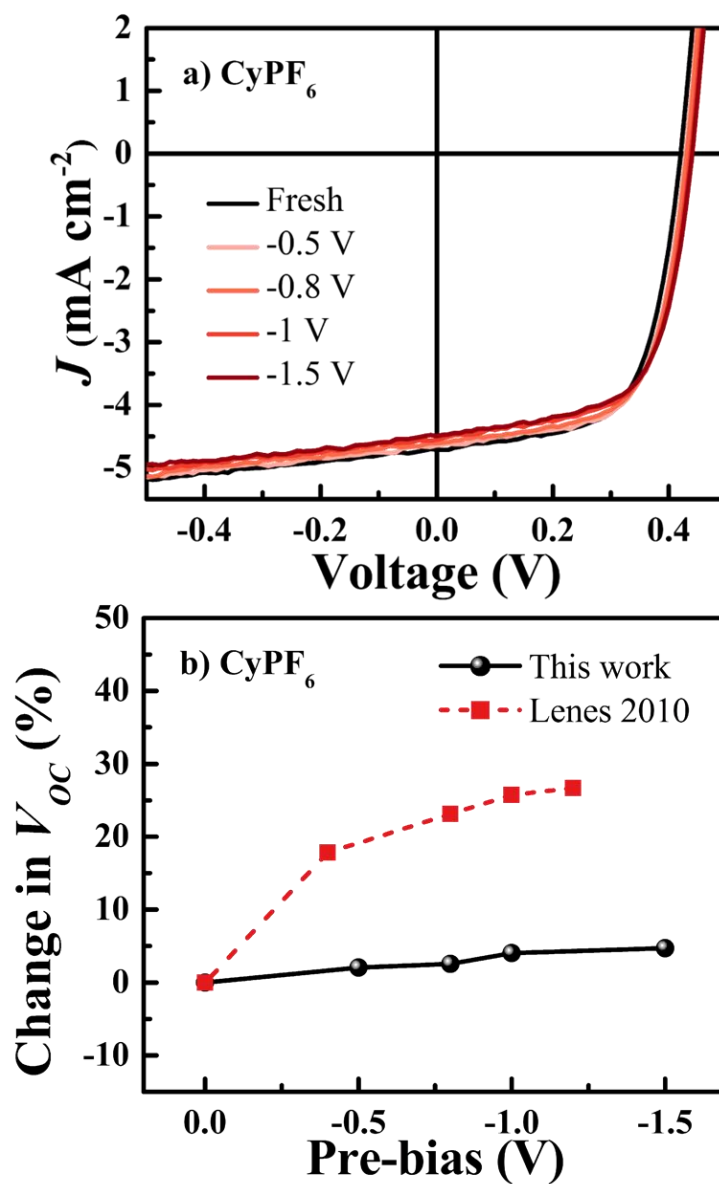 a) CyPF6
J (mA cm-2)
2
1
0
-1
-2
-3
-4
-5
Fresh
-0.5 V
-0.8 V
-1 V
-1.5 V
-0.4
-0.2
0.0
0.2
0.4
Voltage (V)
b) CyPF6
This work
Lenes 2010
Change in VOC (%)
50
40
30
20
10
0
-10
0.0
-0.5
-1.0
-1.5
Pre-bias (V)